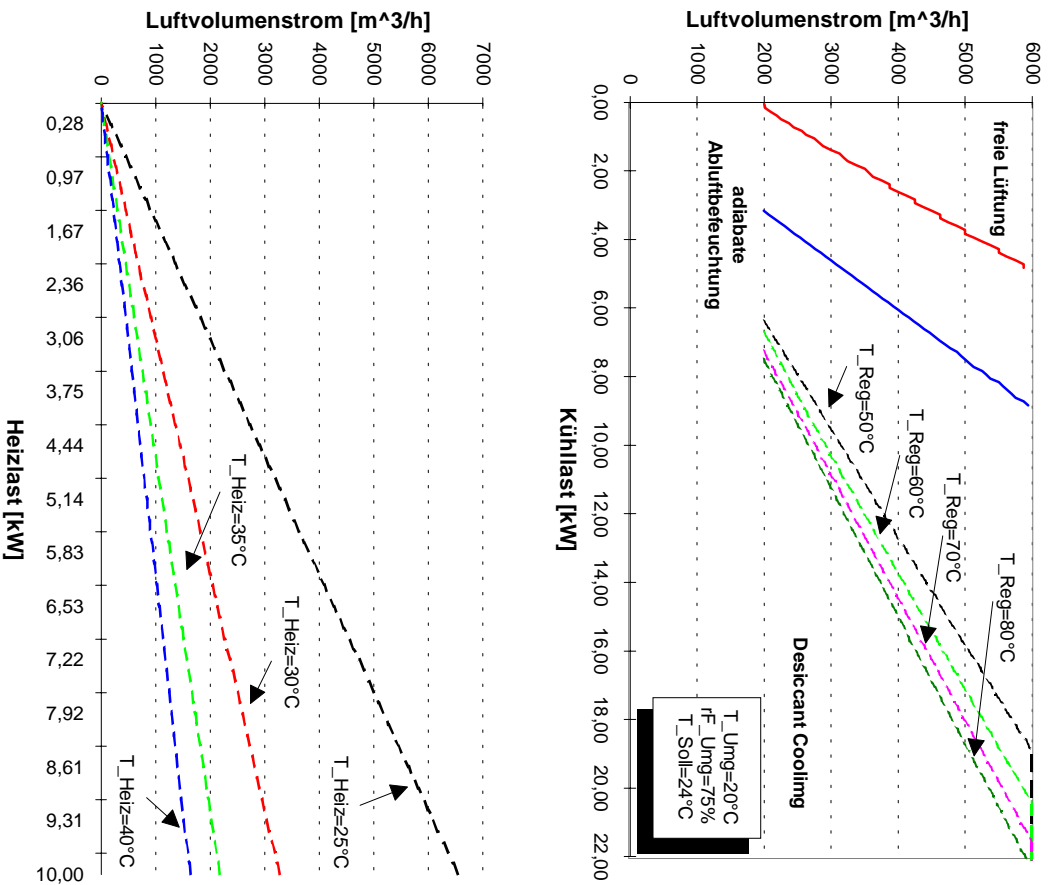 Luftvolumenstrom [m^3/h]
6000
5000
4000
3000
2000
1000
0
freie Lüftung
adiabate
Abluftbefeuchtung
T_Reg=50°C
T_Reg=60°C
T_Reg=70°C
T_Reg=80°C
Desiccant Cooling
T_Umg=20°C
rF_Umg=75%
T_Soll=24°C
0,00
2,00
4,00
6,00
8,00
10,00
12,00
14,00
16,00
18,00
20,00
22,00
Kühllast [kW]
Luftvolumenstrom [m^3/h]
7000
6000
5000
4000
3000
2000
1000
0
T_Heiz=25°C
T_Heiz=30°C
T_Heiz=35°C
T_Heiz=40°C
0,28
0,97
1,67
2,36
3,06
3,75
4,44
5,14
5,83
6,53
7,22
7,92
8,61
9,31
10,00
Heizlast [kW]